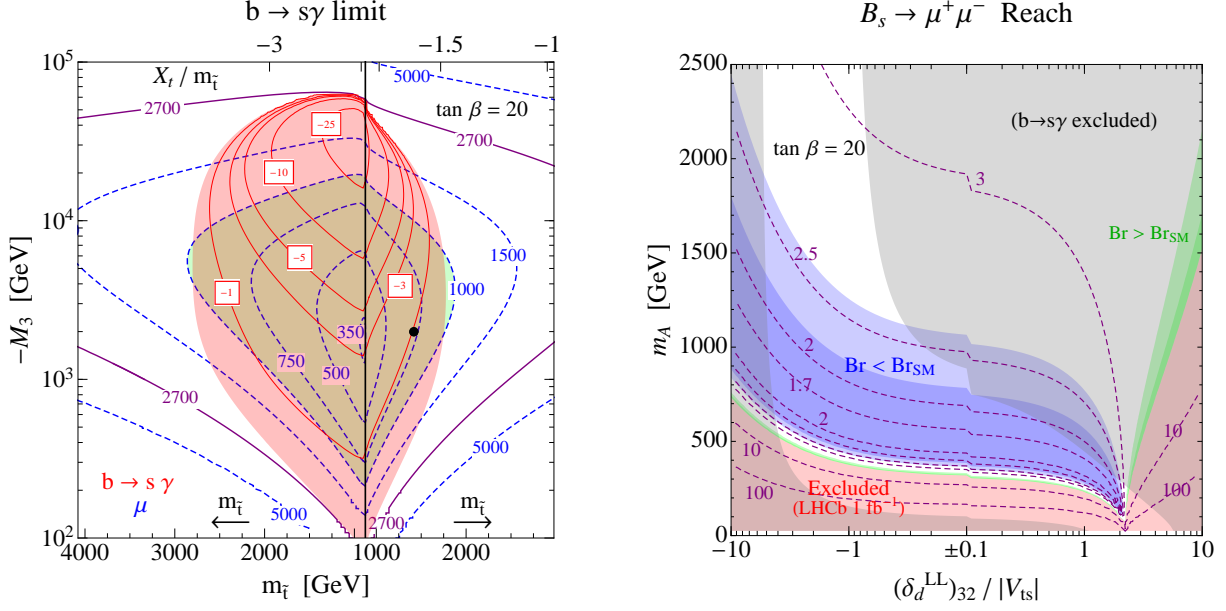 b → sγ limit
−3 −1.5 −1
X_t / m_t̃
5000
10^5
2700
tan β = 20
2700
−25
−10
10^4
1500
−5
−1
−3
1000
350
750
500
10^3
2700
5000
5000
b → s γ
μ
m_t̃
m_t̃
2700
5000
10^2
4000 3000 2000 1000 2000
m_t̃ [GeV]
−M_3 [GeV]
B_s → μ^+ μ^− Reach
2500
(b→sγ excluded)
tan β = 20
2000
3
Br > Br_SM
1500
2.5
1000
2
Br < Br_SM
1.7
2
500
10
10
Excluded
(LHCb 1 fb^−1)
100
100
0
−10 −1 ±0.1 1 10
(δ_d^LL)_32 / |V_ts|
m_A [GeV]